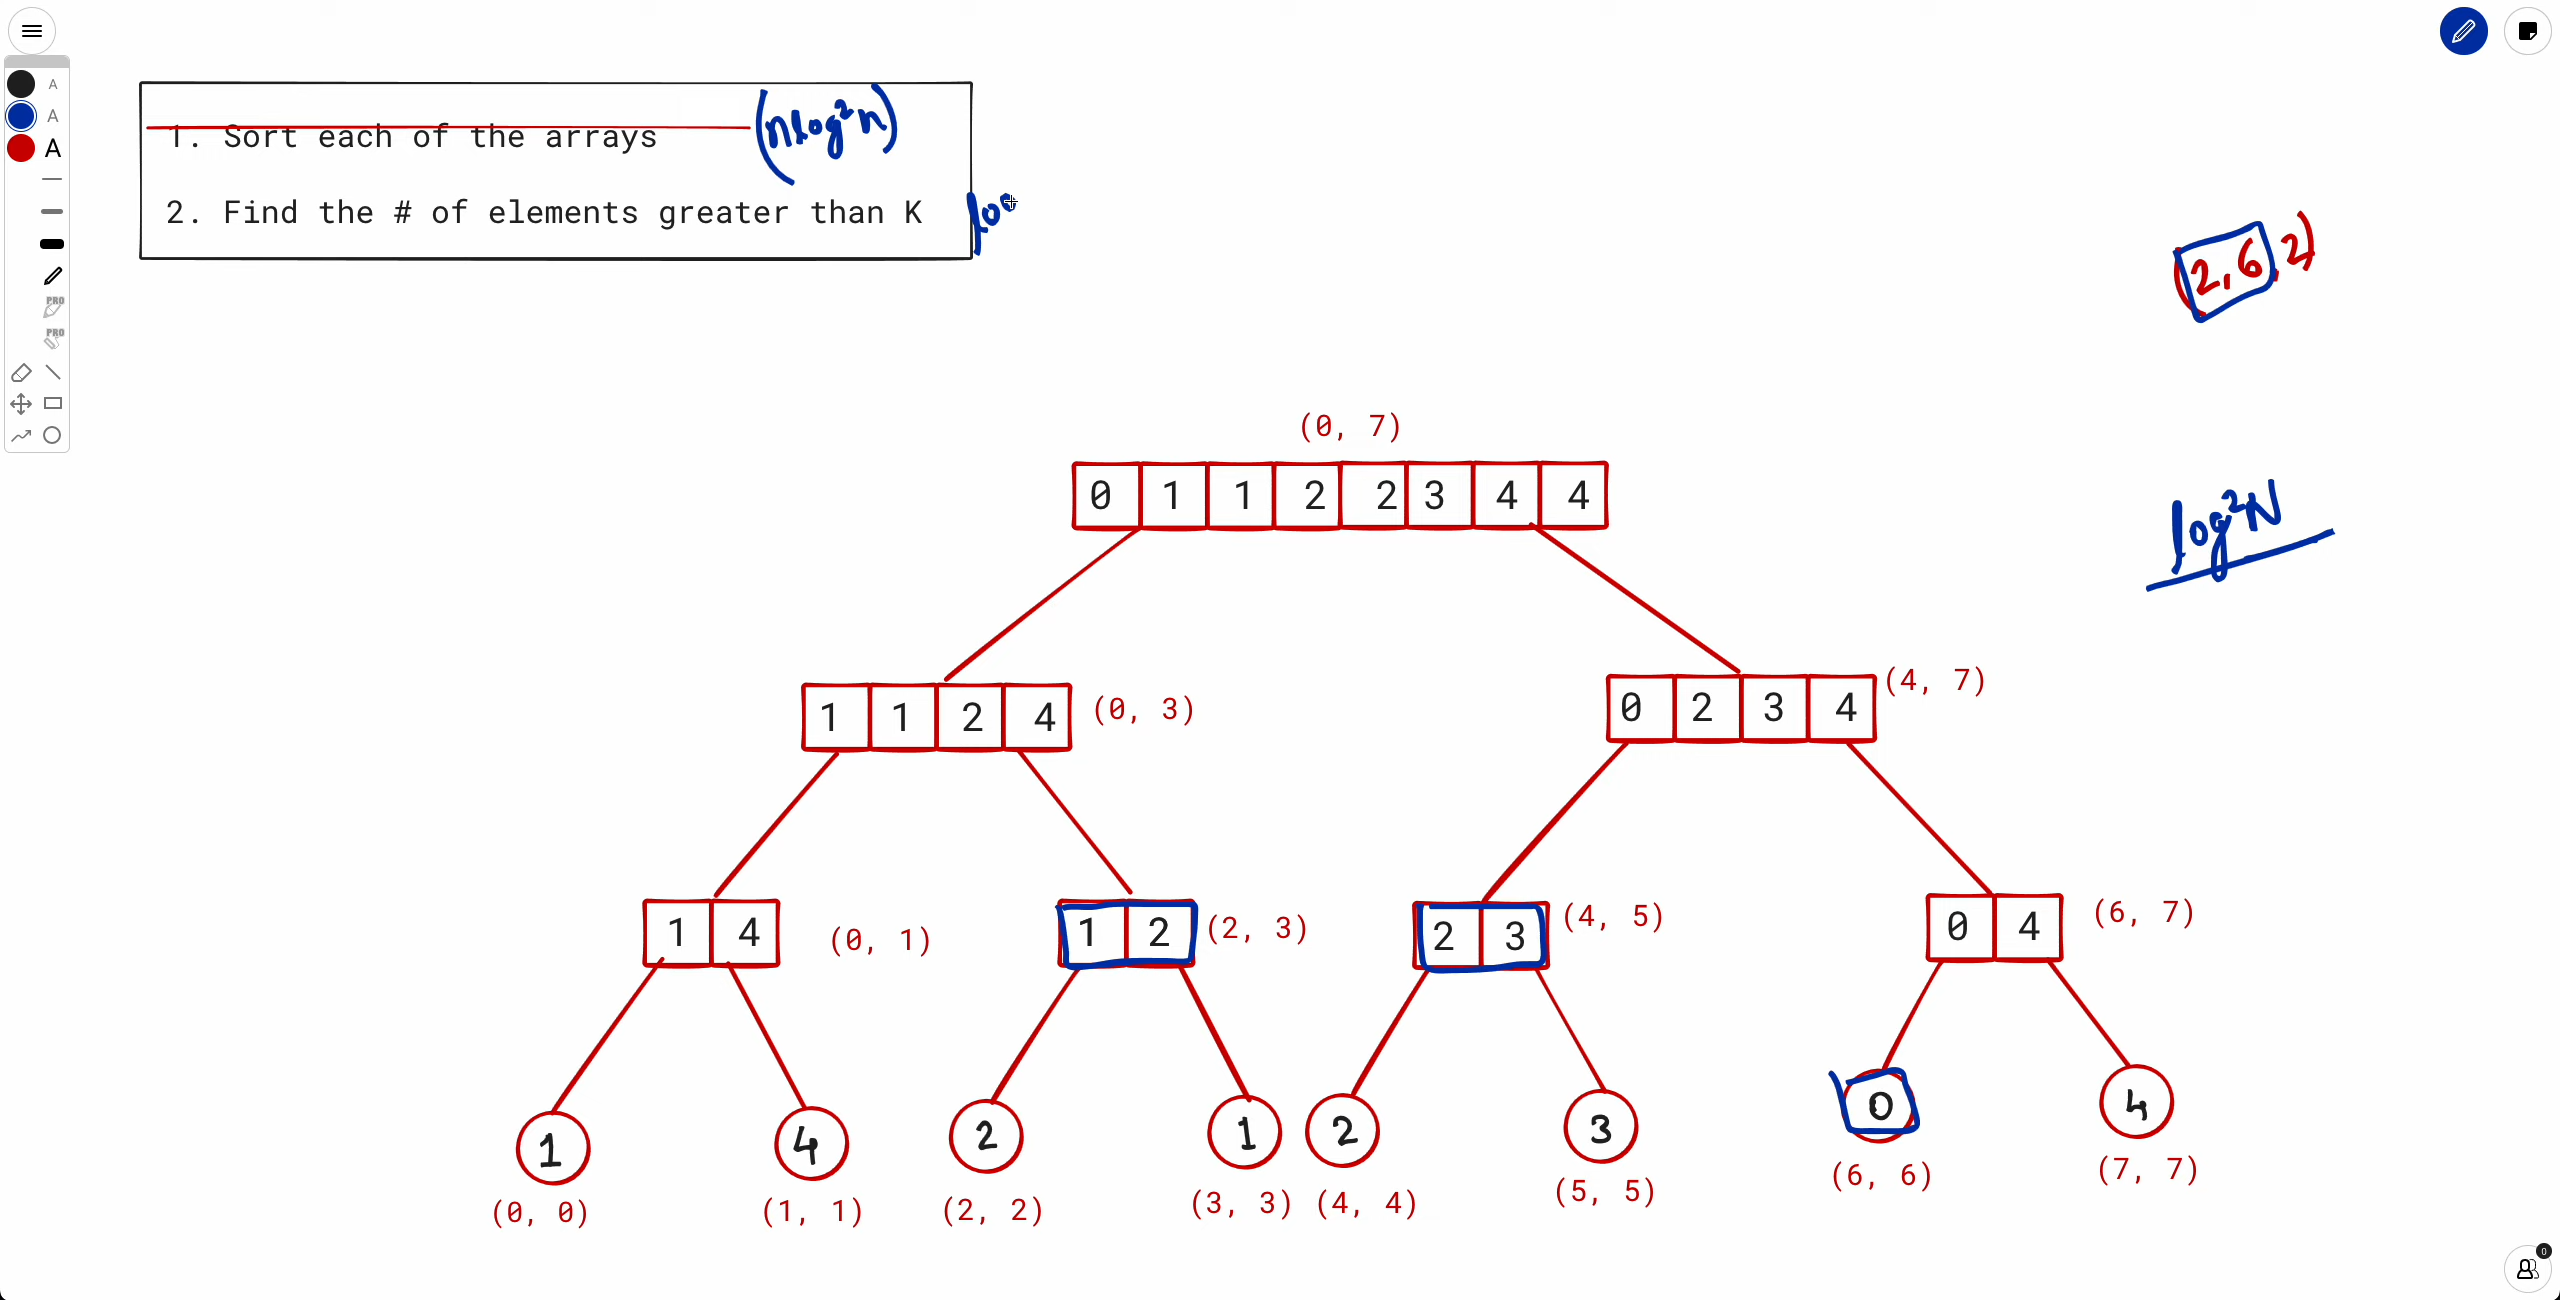 A
A
A
PRO
PRO
1. Sort each of the arrays (nlog²n)
2. Find the # of elements greater than K
(2,6,2)
(0, 7)
0 1 1 2 2 3 4 4
log²N
1 1 2 4 (0, 3)
0 2 3 4 (4, 7)
1 4 (0, 1)
1 2 (2, 3)
2 3 (4, 5)
0 4 (6, 7)
1 4 2 1 2 3 0 4
(0, 0) (1, 1) (2, 2) (3, 3) (4, 4) (5, 5) (6, 6) (7, 7)
0